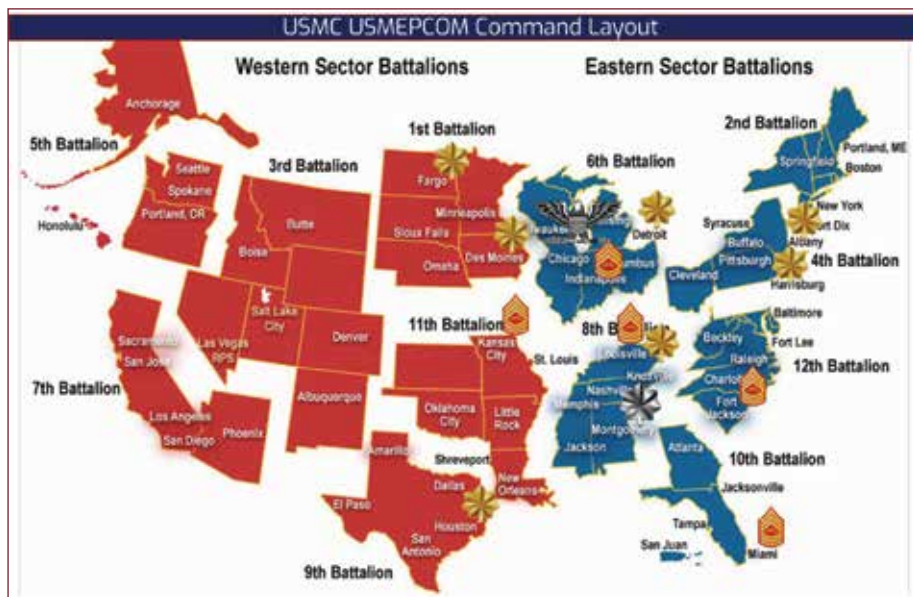 USMC USMEPCOM Command Layout
Western Sector Battalions
Eastern Sector Battalions
Anchorage
5th Battalion
Seattle
Spokane
Portland, CR
Honolulu
3rd Battalion
Butte
Boise
1st Battalion
Fargo
Minneapolis
Sioux Falls
Omaha
Des Moines
6th Battalion
Detroit
Chicago
Indianapolis
2nd Battalion
Portland, ME
Springfield
Boston
New York
Syracuse
Buffalo
Albany
Pittsburgh
4th Battalion
Cleveland
Harrisburg
7th Battalion
Sacramento
San Jose
Las Vegas
RPS
Salt Lake
City
Denver
Los Angeles
San Diego
Phoenix
Albuquerque
11th Battalion
Kansas
City
St. Louis
Oklahoma
City
Little
Rock
Amarillo
Shreveport
Dallas
New
Orleans
El Paso
Houston
San
Antonio
9th Battalion
8th Battalion
Louisville
Knoxville
Nashville
Memphis
Montgomery
Jackson
Baltimore
Beckley
Fort Lee
Raleigh
12th Battalion
Fort
Jackson
Atlanta
10th Battalion
Jacksonville
Tampa
San Juan
Miami